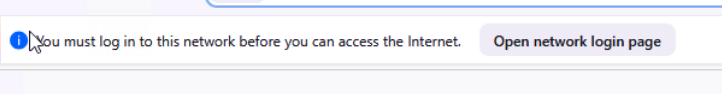 You must log in to this network before you can access the Internet. Open network login page